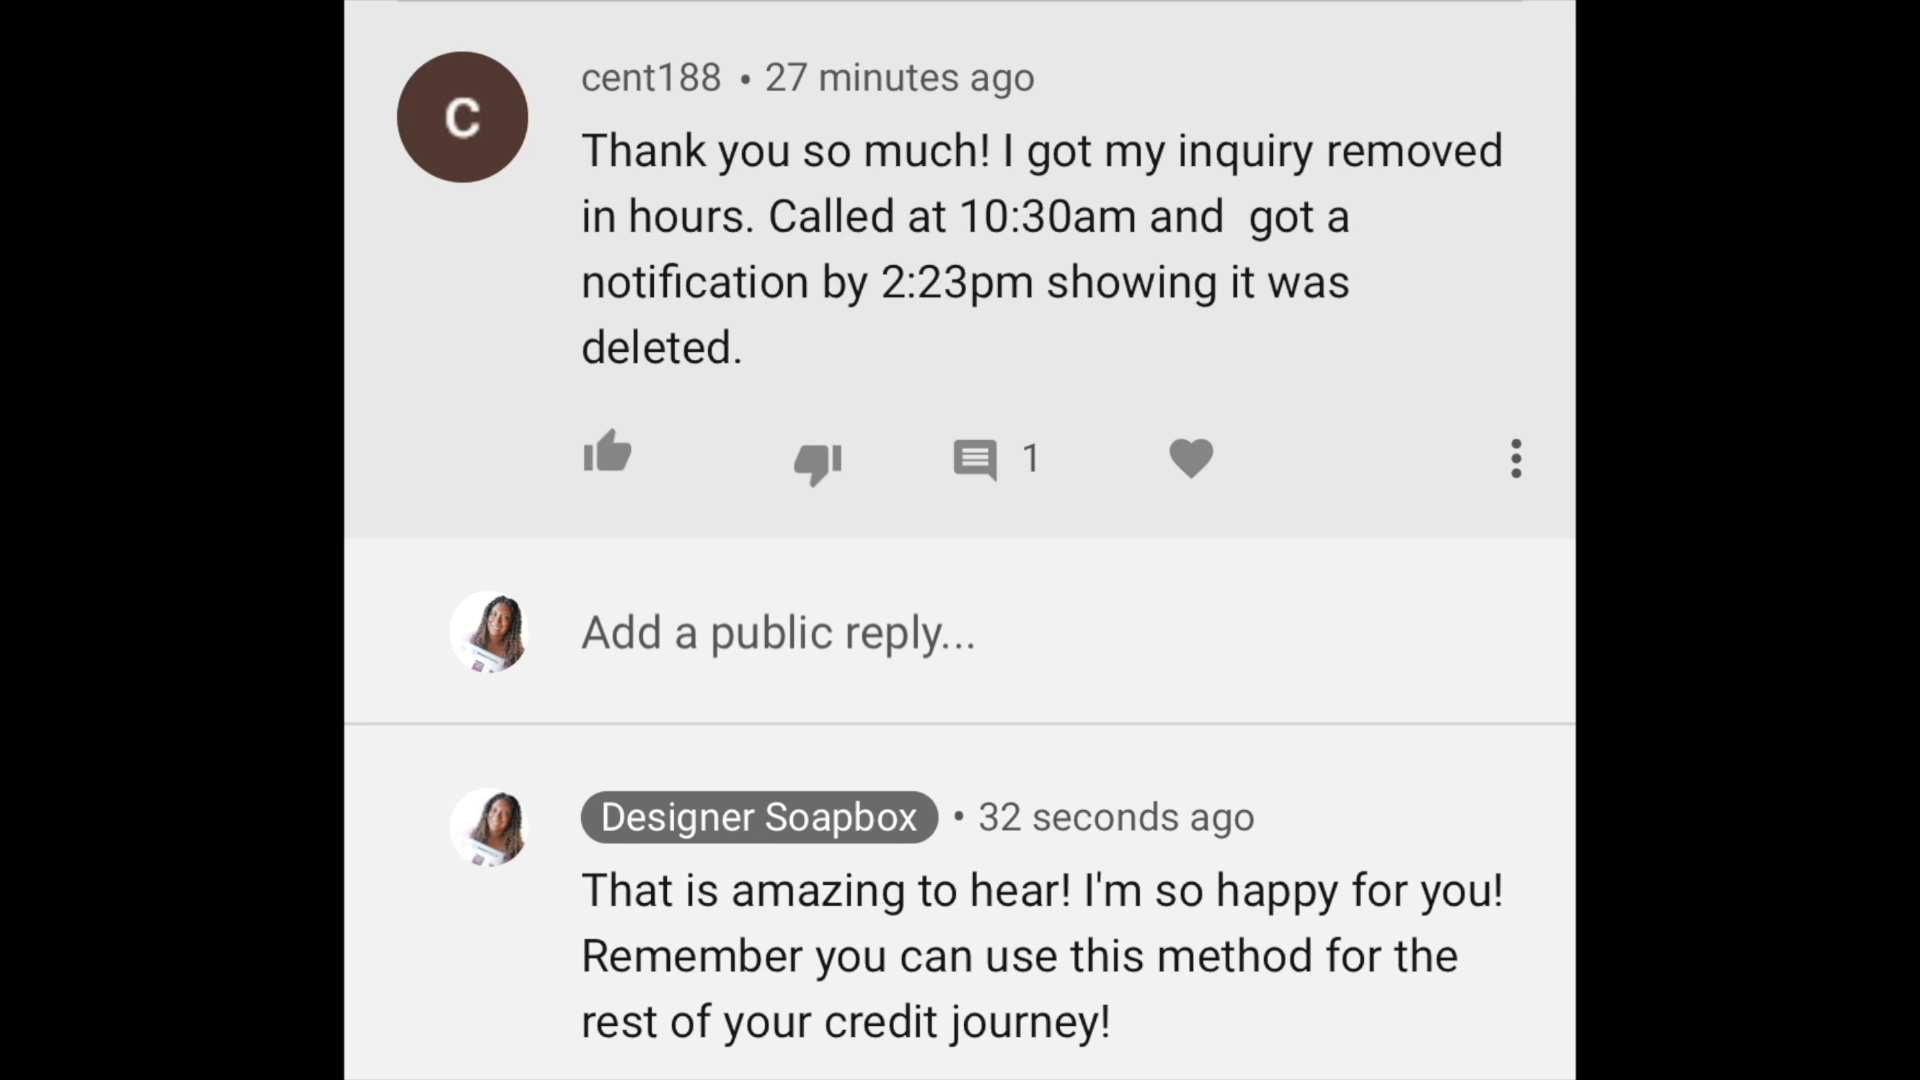 C
cent188 • 27 minutes ago
Thank you so much! I got my inquiry removed
in hours. Called at 10:30am and  got a
notification by 2:23pm showing it was
deleted.
1
Add a public reply...
Designer Soapbox • 32 seconds ago
That is amazing to hear! I'm so happy for you!
Remember you can use this method for the
rest of your credit journey!